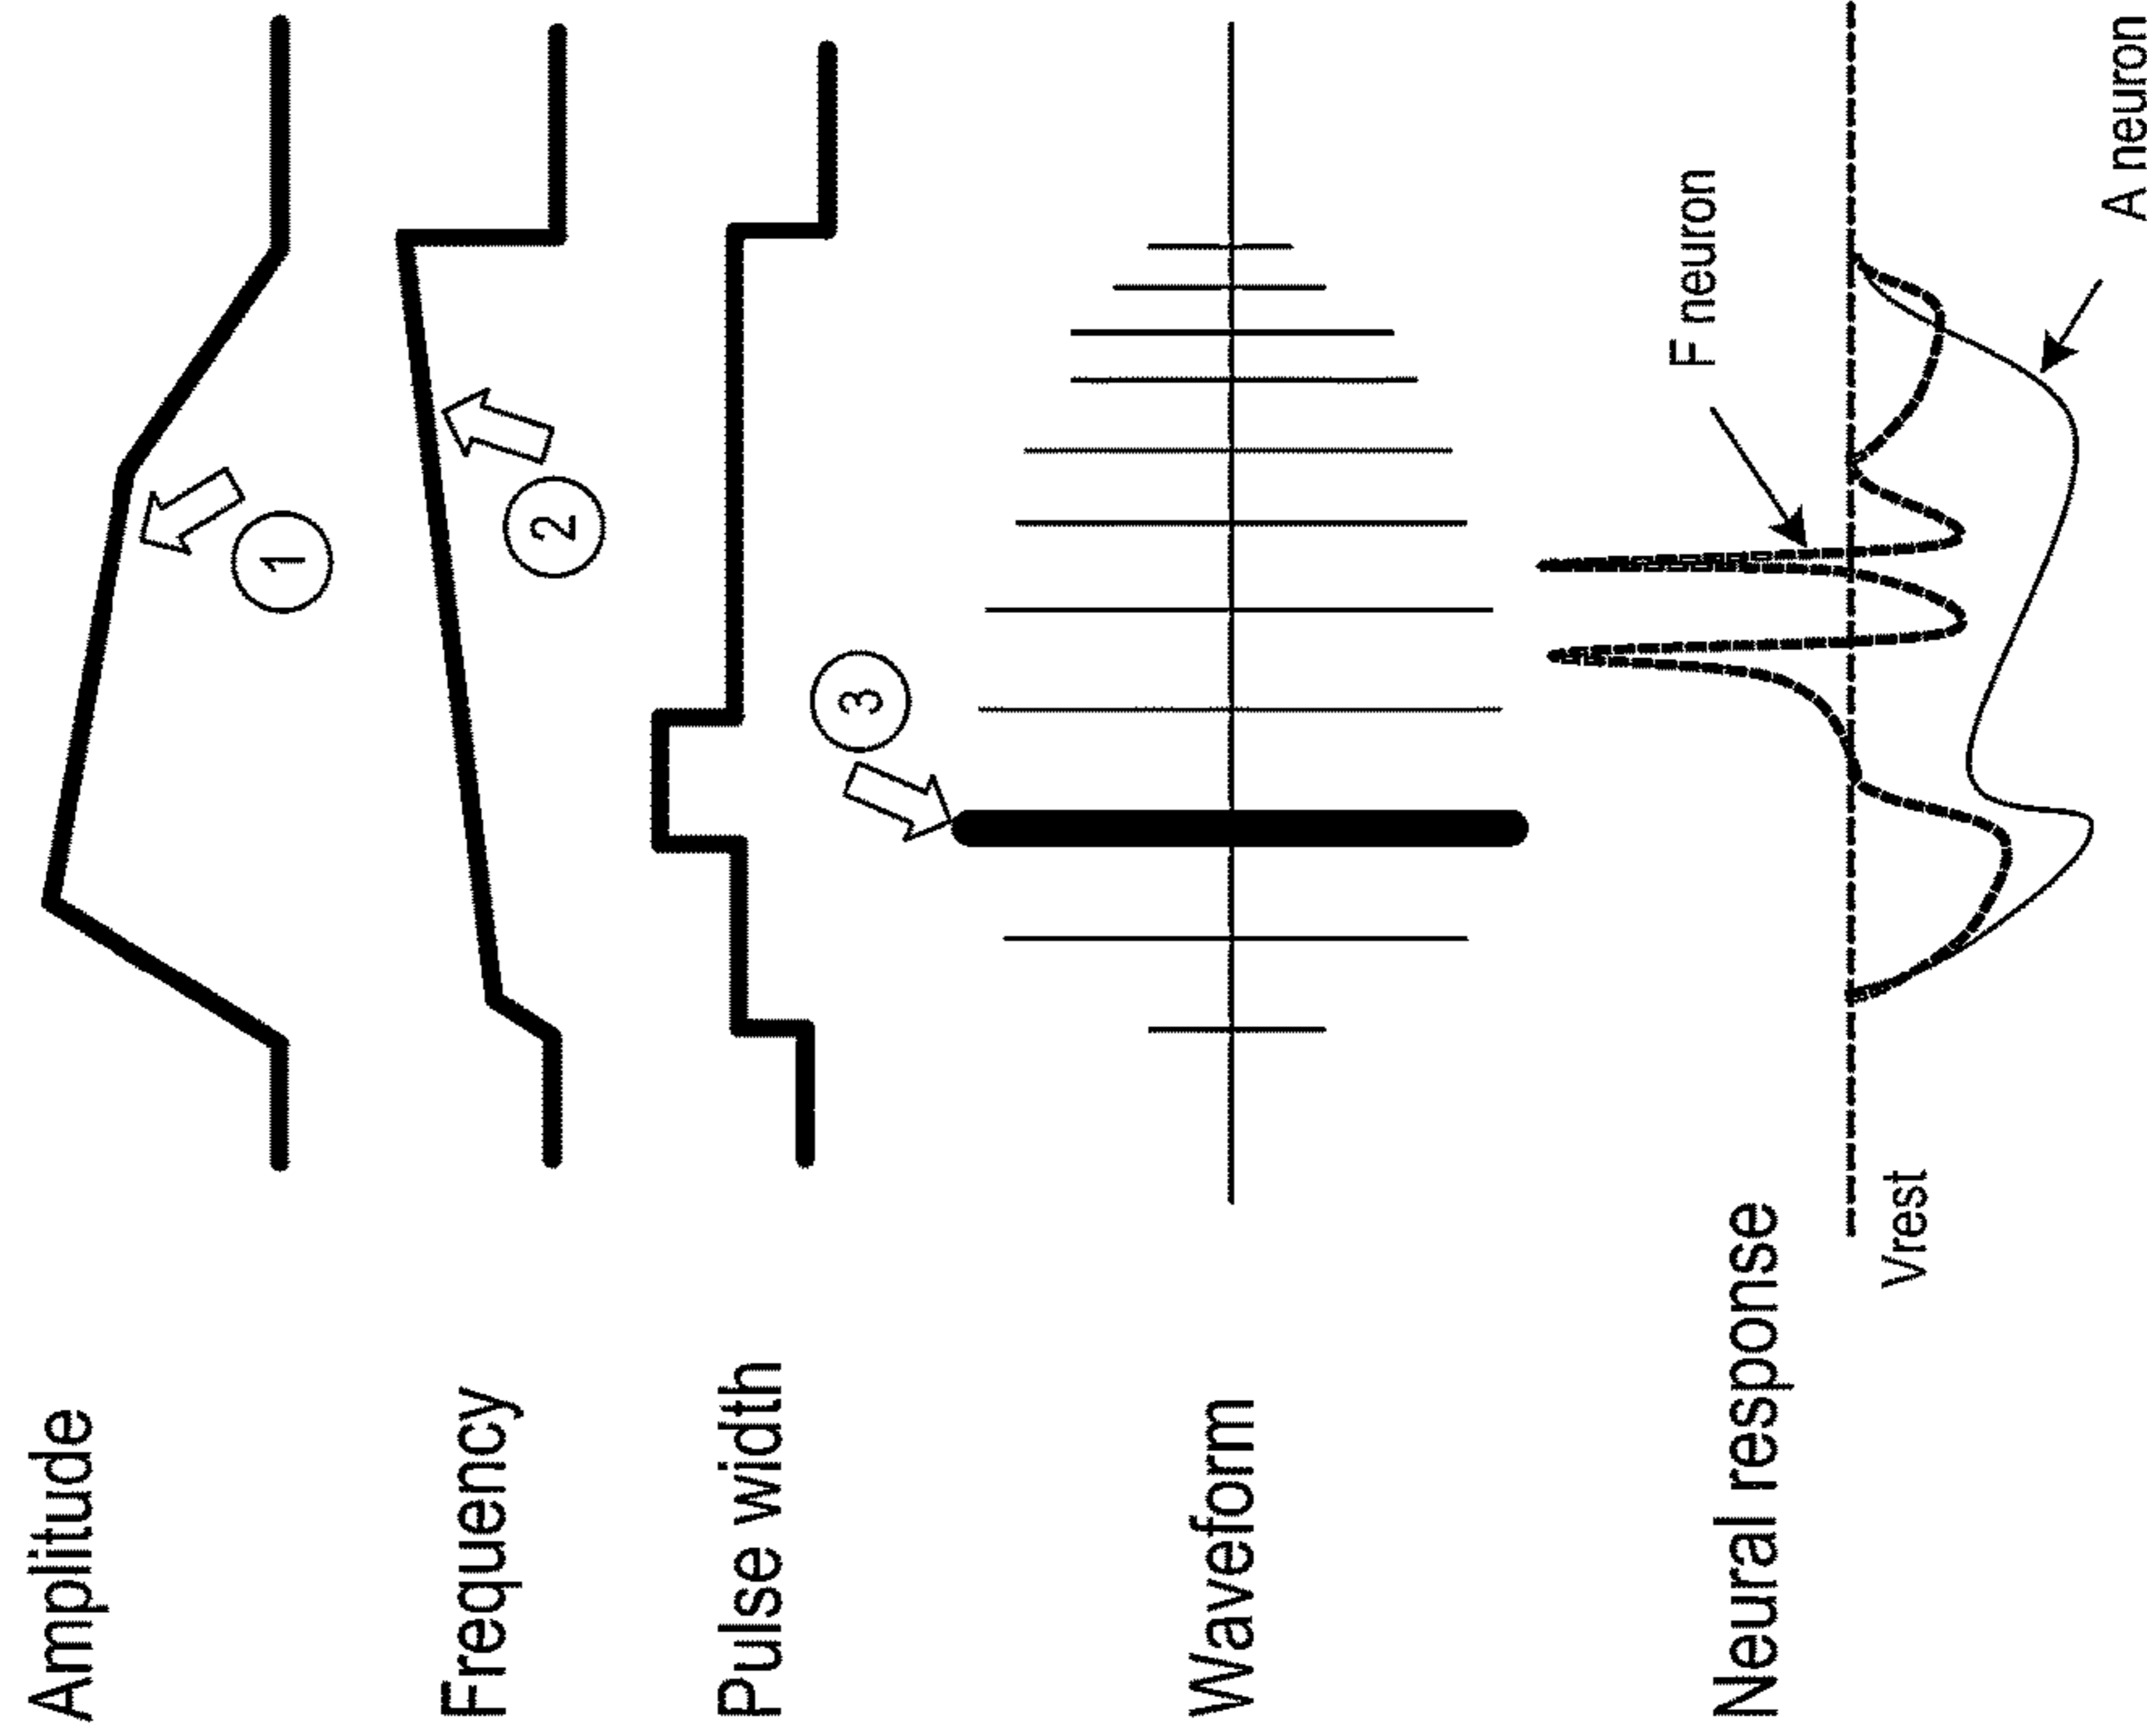 Amplitude
1
Frequency
2
Pulse width
3
Waveform
Neural response
F neuron
Vrest
A neuron